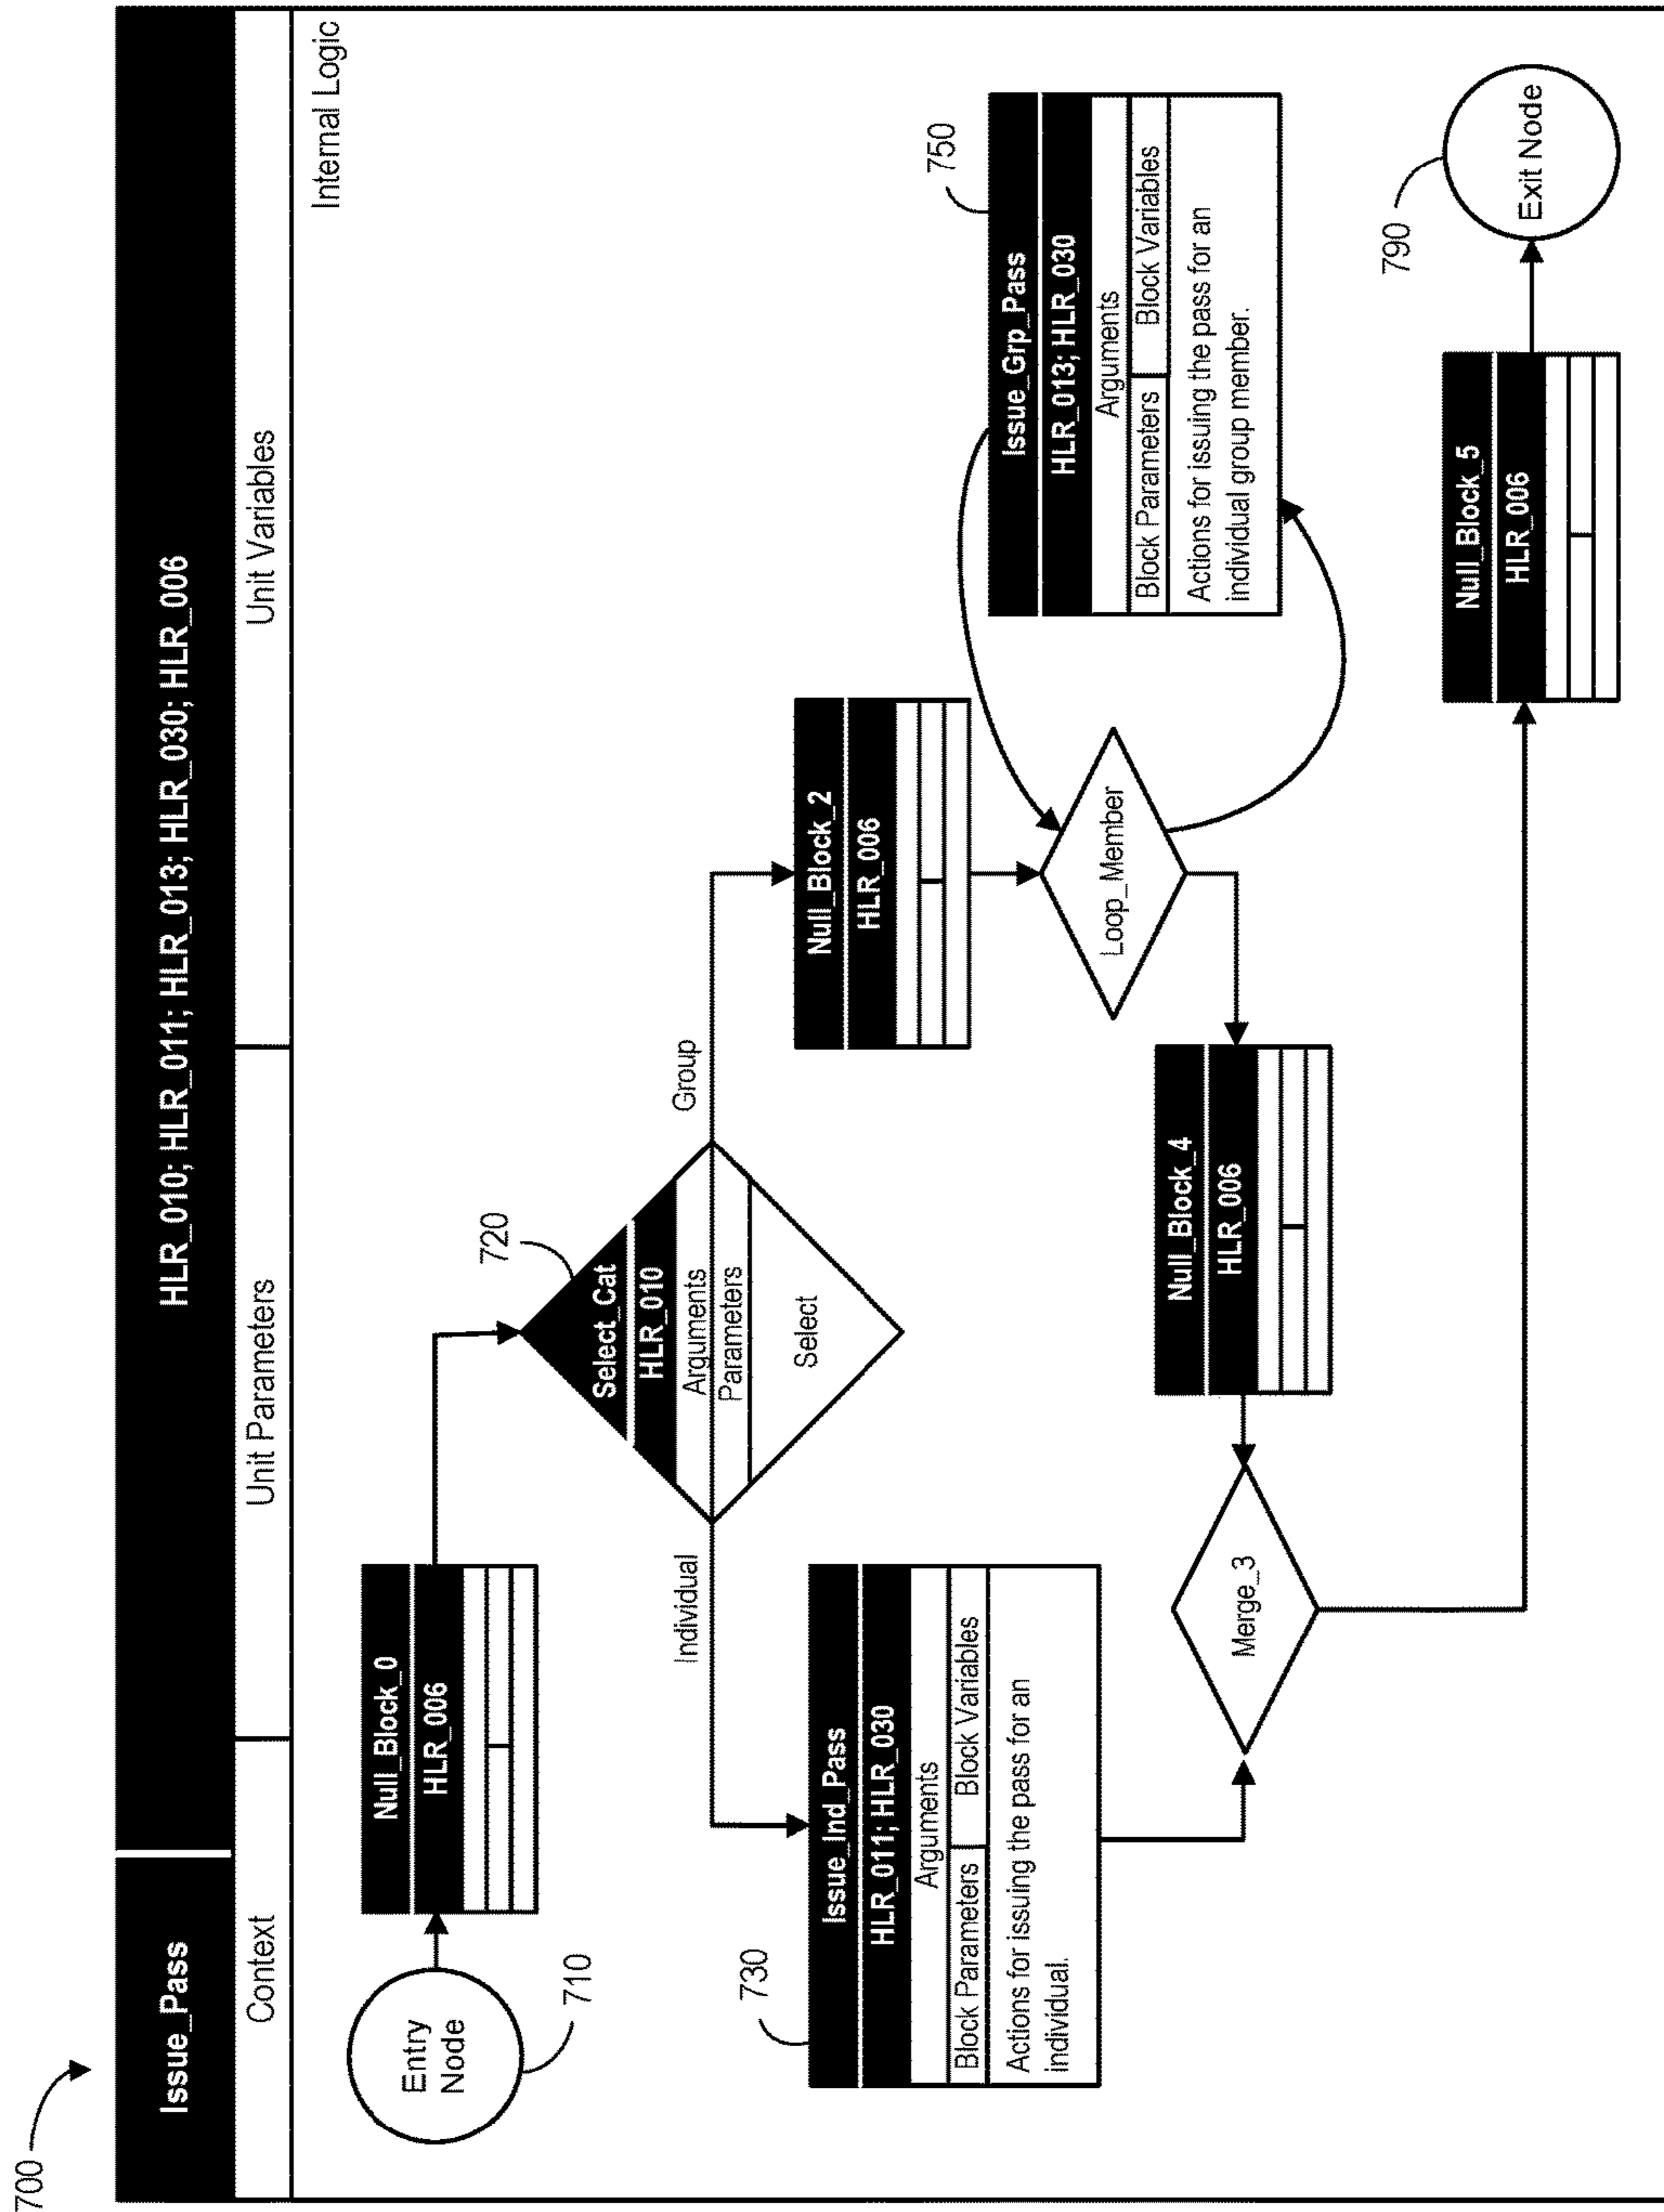 700
Issue_Pass
HLR_010; HLR_011; HLR_013; HLR_030; HLR_006
Context
Unit Parameters
Unit Variables
Internal Logic
Entry
Node
710
Null_Block_0
HLR_006
720
Select_Cat
HLR_010
Arguments
Parameters
Select
Individual
Group
730
Issue_Ind_Pass
HLR_011; HLR_030
Arguments
Block Parameters
Block Variables
Actions for issuing the pass for an
individual.
Null_Block_2
HLR_006
Loop_Member
750
Issue_Grp_Pass
HLR_013; HLR_030
Arguments
Block Parameters
Block Variables
Actions for issuing the pass for an
individual group member.
Null_Block_4
HLR_006
Merge_3
Null_Block_5
HLR_006
790
Exit Node